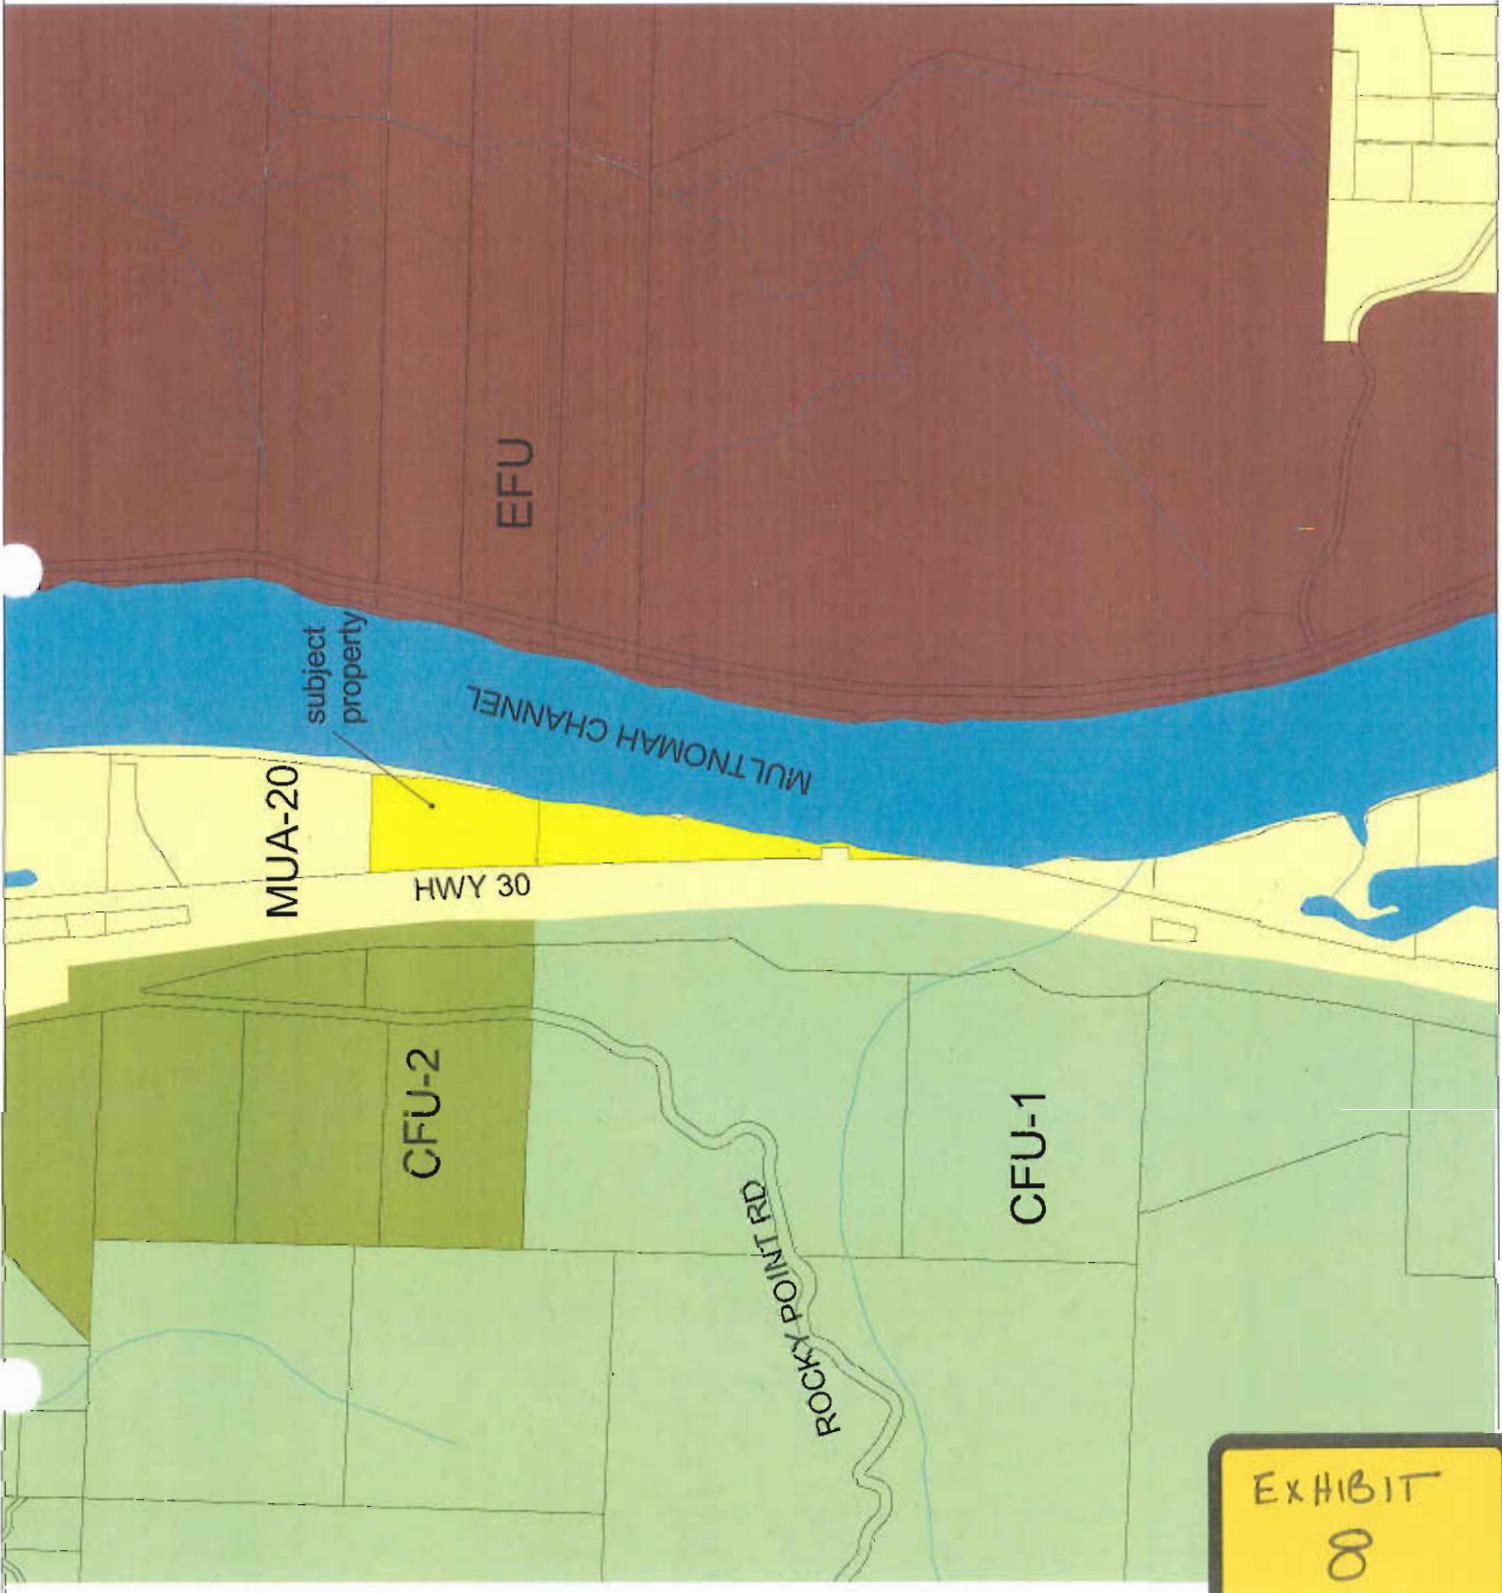 EFU
subject
property
MULTNOMAH CHANNEL
MUA-20
HWY 30
CFU-2
CFU-1
ROCKY POINT RD
EXHIBIT
8